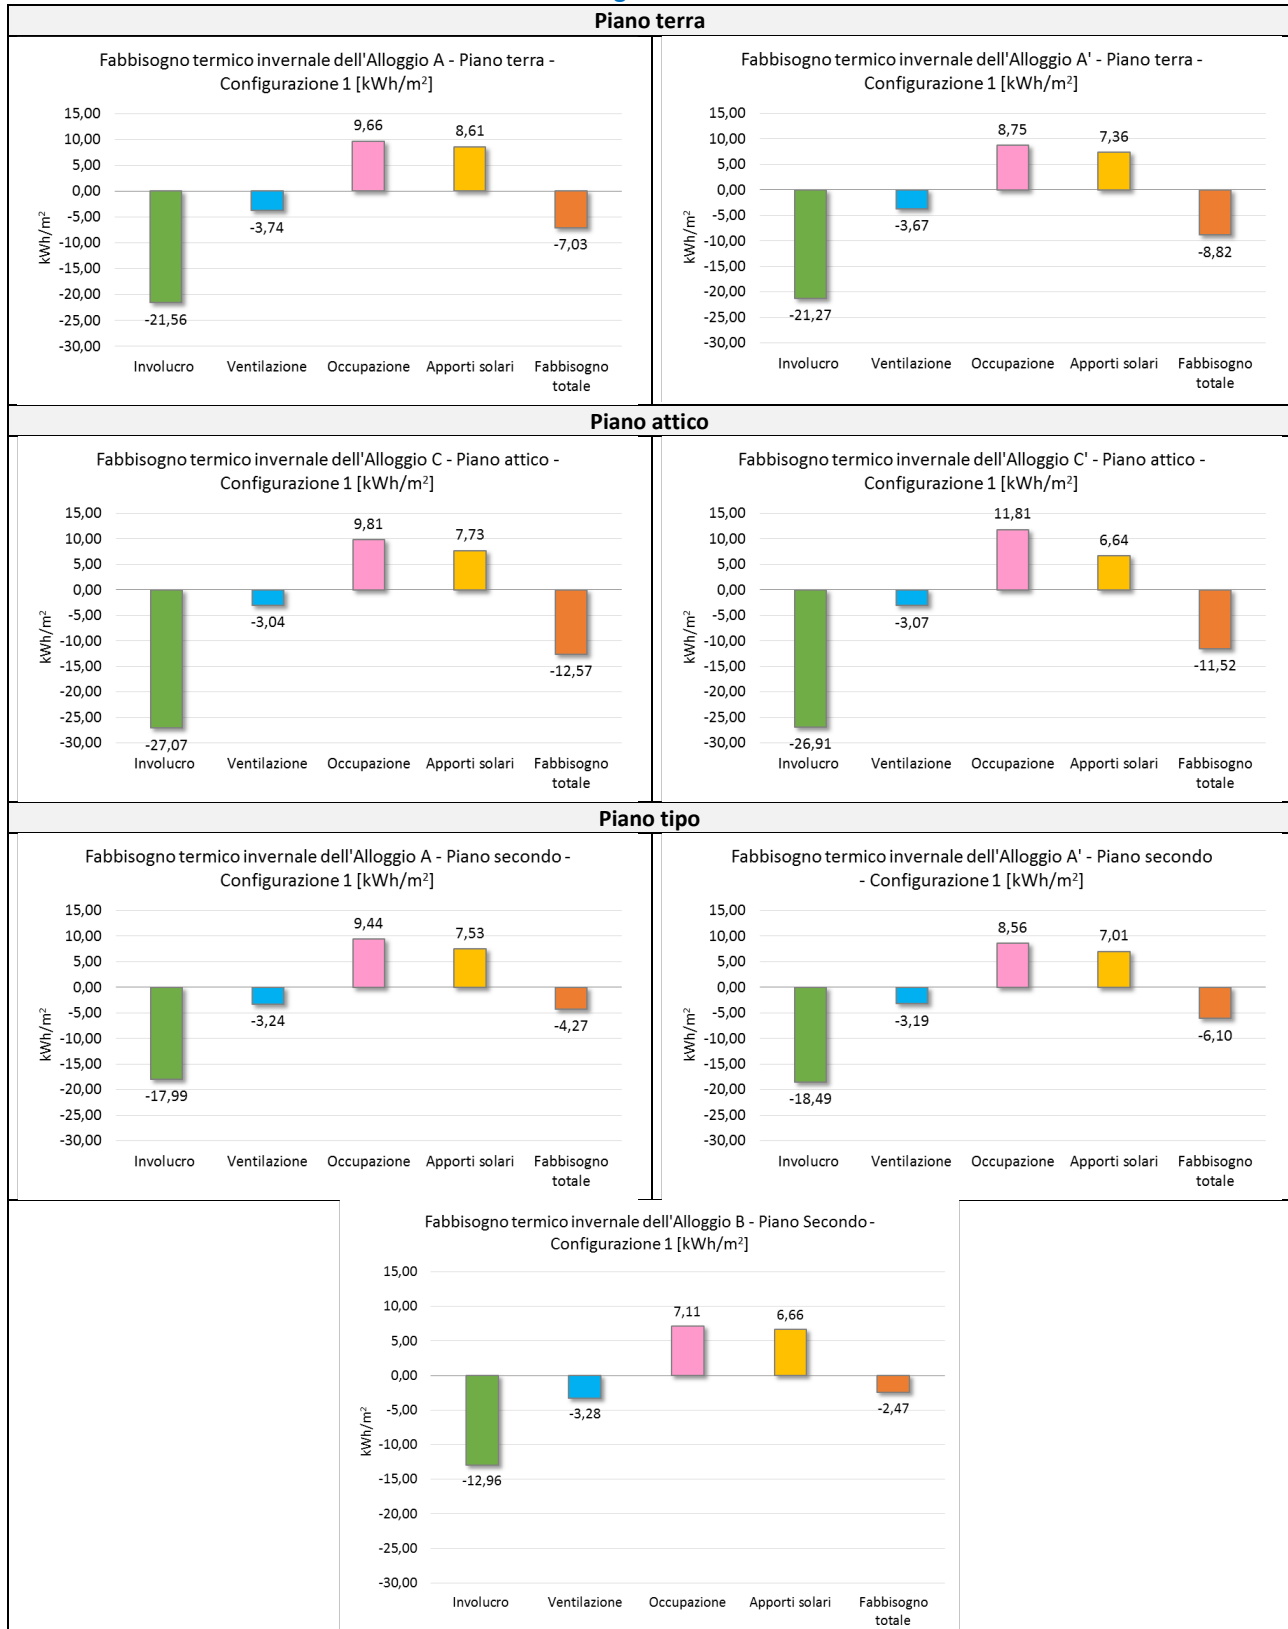 Piano terra
Fabbisogno termico invernale dell'Alloggio A - Piano terra -
Configurazione 1 [kWh/m²]
15,00
10,00
5,00
0,00
-5,00
-10,00
-15,00
-20,00
-25,00
-30,00
kWh/m²
-21,56
-3,74
9,66
8,61
-7,03
Involucro
Ventilazione
Occupazione
Apporti solari
Fabbisogno
totale
Fabbisogno termico invernale dell'Alloggio A' - Piano terra -
Configurazione 1 [kWh/m²]
15,00
10,00
5,00
0,00
-5,00
-10,00
-15,00
-20,00
-25,00
-30,00
kWh/m²
-21,27
-3,67
8,75
7,36
-8,82
Involucro
Ventilazione
Occupazione
Apporti solari
Fabbisogno
totale
Piano attico
Fabbisogno termico invernale dell'Alloggio C - Piano attico -
Configurazione 1 [kWh/m²]
15,00
10,00
5,00
0,00
-5,00
-10,00
-15,00
-20,00
-25,00
-30,00
kWh/m²
-27,07
-3,04
9,81
7,73
-12,57
Involucro
Ventilazione
Occupazione
Apporti solari
Fabbisogno
totale
Fabbisogno termico invernale dell'Alloggio C' - Piano attico -
Configurazione 1 [kWh/m²]
15,00
10,00
5,00
0,00
-5,00
-10,00
-15,00
-20,00
-25,00
-30,00
kWh/m²
-26,91
-3,07
11,81
6,64
-11,52
Involucro
Ventilazione
Occupazione
Apporti solari
Fabbisogno
totale
Piano tipo
Fabbisogno termico invernale dell'Alloggio A - Piano secondo -
Configurazione 1 [kWh/m²]
15,00
10,00
5,00
0,00
-5,00
-10,00
-15,00
-20,00
-25,00
-30,00
kWh/m²
-17,99
-3,24
9,44
7,53
-4,27
Involucro
Ventilazione
Occupazione
Apporti solari
Fabbisogno
totale
Fabbisogno termico invernale dell'Alloggio A' - Piano secondo
- Configurazione 1 [kWh/m²]
15,00
10,00
5,00
0,00
-5,00
-10,00
-15,00
-20,00
-25,00
-30,00
kWh/m²
-18,49
-3,19
8,56
7,01
-6,10
Involucro
Ventilazione
Occupazione
Apporti solari
Fabbisogno
totale
Fabbisogno termico invernale dell'Alloggio B - Piano Secondo -
Configurazione 1 [kWh/m²]
15,00
10,00
5,00
0,00
-5,00
-10,00
-15,00
-20,00
-25,00
-30,00
kWh/m²
-12,96
-3,28
7,11
6,66
-2,47
Involucro
Ventilazione
Occupazione
Apporti solari
Fabbisogno
totale